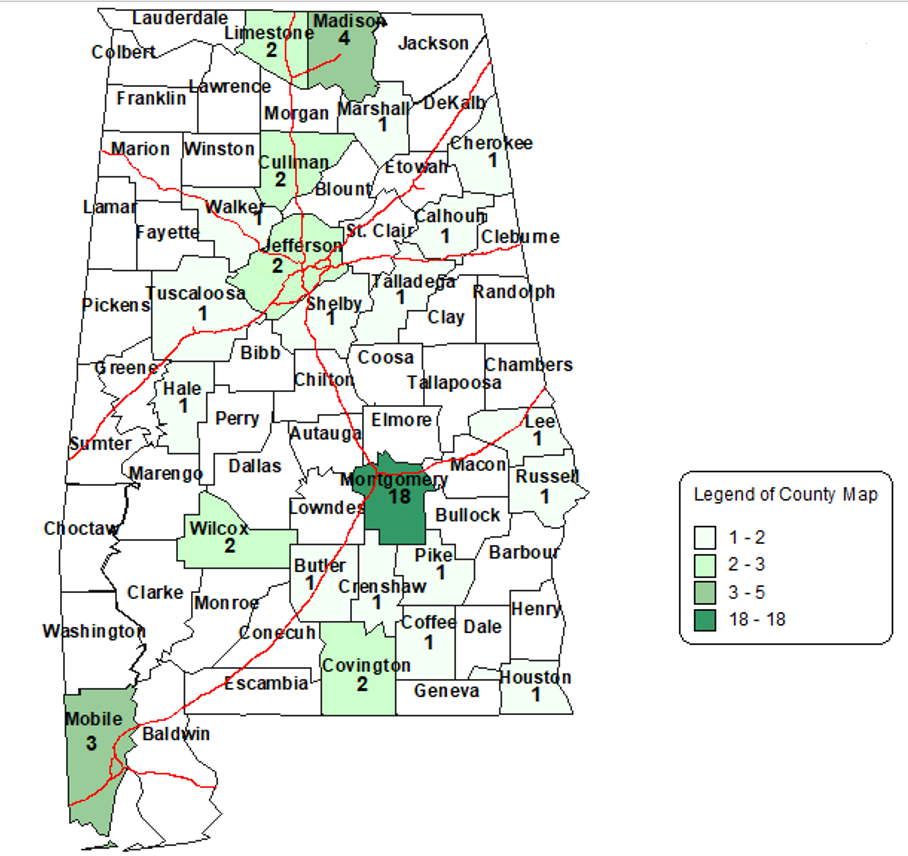 Lauderdale
Limestone
2
Madison
4
Jackson
Colbert
Lawrence
Franklin
Morgan
Marshall
1
DeKalb
Cherokee
1
Marion
Winston
Cullman
2
Blount
Etowah
Lamar
Walker
1
Fayette
St. Clair
Calhoun
1
Cleburne
Jefferson
2
Pickens
Tuscaloosa
1
Shelby
1
Talladega
1
Clay
Randolph
Bibb
Greene
Hale
1
Chilton
Coosa
Tallapoosa
Chambers
Perry
Autauga
Elmore
Lee
1
Sumter
Marengo
Dallas
Montgomery
18
Macon
Russell
1
Lowndes
Bullock
Choctaw
Wilcox
2
Butler
1
Crenshaw
1
Pike
1
Barbour
Clarke
Monroe
Washington
Conecuh
Coffee
1
Dale
Henry
Covington
2
Escambia
Geneva
Houston
1
Mobile
3
Baldwin
Legend of County Map
1 - 2
2 - 3
3 - 5
18 - 18